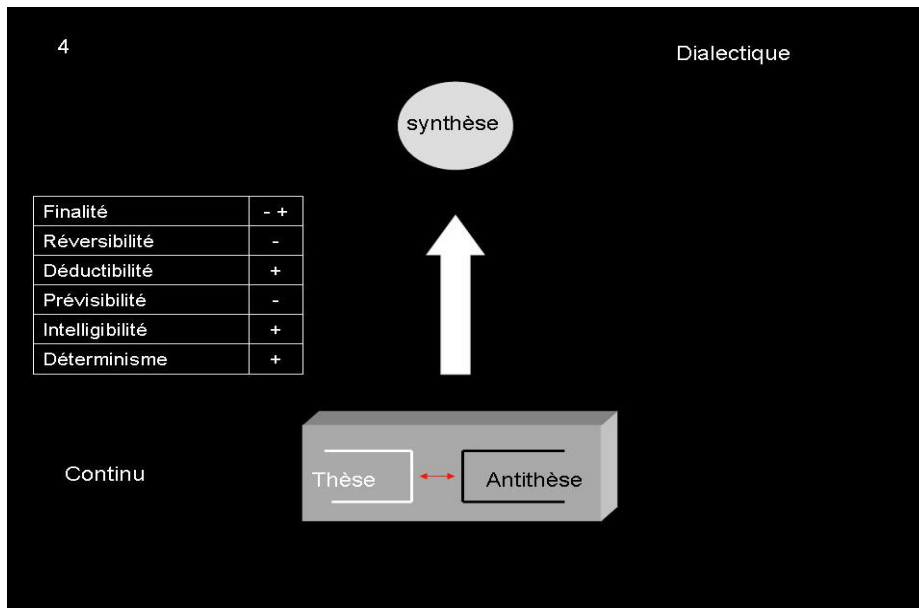 4
Dialectique
synthèse
Finalité - +
Réversibilité -
Déductibilité +
Prévisibilité -
Intelligibilité +
Déterminisme +
Continu
Thèse Antithèse